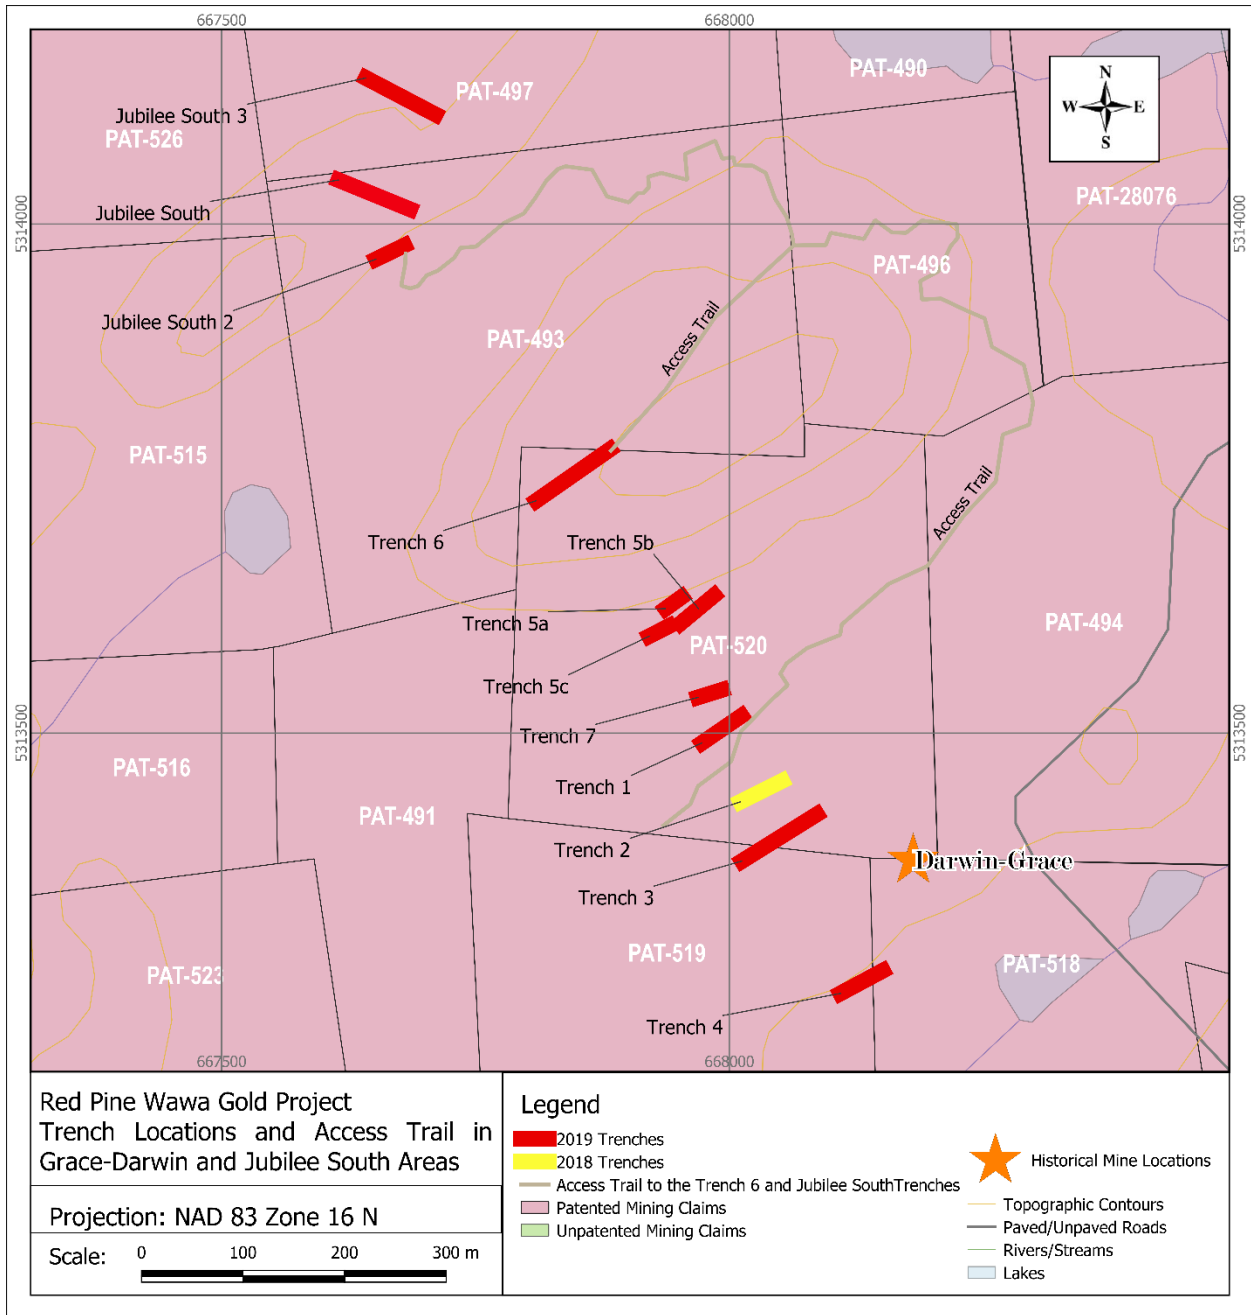 667500
668000
N
W E
S
PAT-490
PAT-497
Jubilee South 3
PAT-526
PAT-28076
Jubilee South
5314000
5314000
PAT-496
Jubilee South 2
Access Trail
PAT-493
PAT-515
Access Trail
Trench 6
Trench 5b
Trench 5a
PAT-494
PAT-520
Trench 5c
Trench 7
5313500
5313500
PAT-516
Trench 1
PAT-491
Trench 2
Darwin-Grace
Trench 3
PAT-519
PAT-518
PAT-523
Trench 4
667500
668000
Red Pine Wawa Gold Project
Trench Locations and Access Trail in
Grace-Darwin and Jubilee South Areas
Projection: NAD 83 Zone 16 N
Scale:
0 100 200 300 m
Legend
2019 Trenches
2018 Trenches
Access Trail to the Trench 6 and Jubilee SouthTrenches
Patented Mining Claims
Unpatented Mining Claims
Historical Mine Locations
Topographic Contours
Paved/Unpaved Roads
Rivers/Streams
Lakes